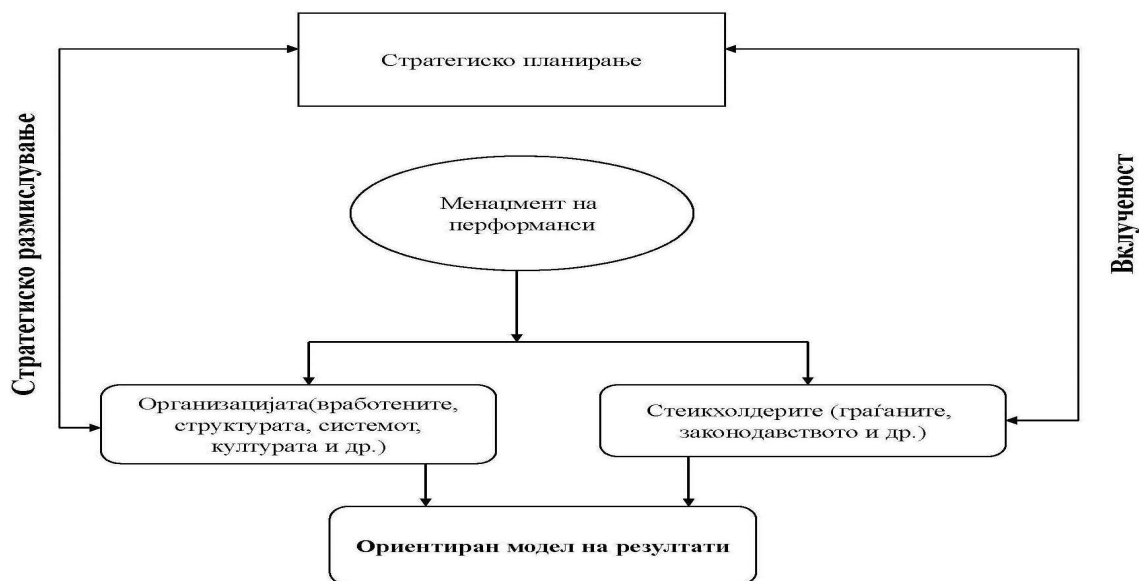 Стратегиско планирање
Стратегиско размислување
Вклученост
Менаџмент на
перформанси
Организацијата(вработените,
структурата, системот,
културата и др.)
Стеикхолдерите (граѓаните,
законодавството и др.)
Ориентиран модел на резултати